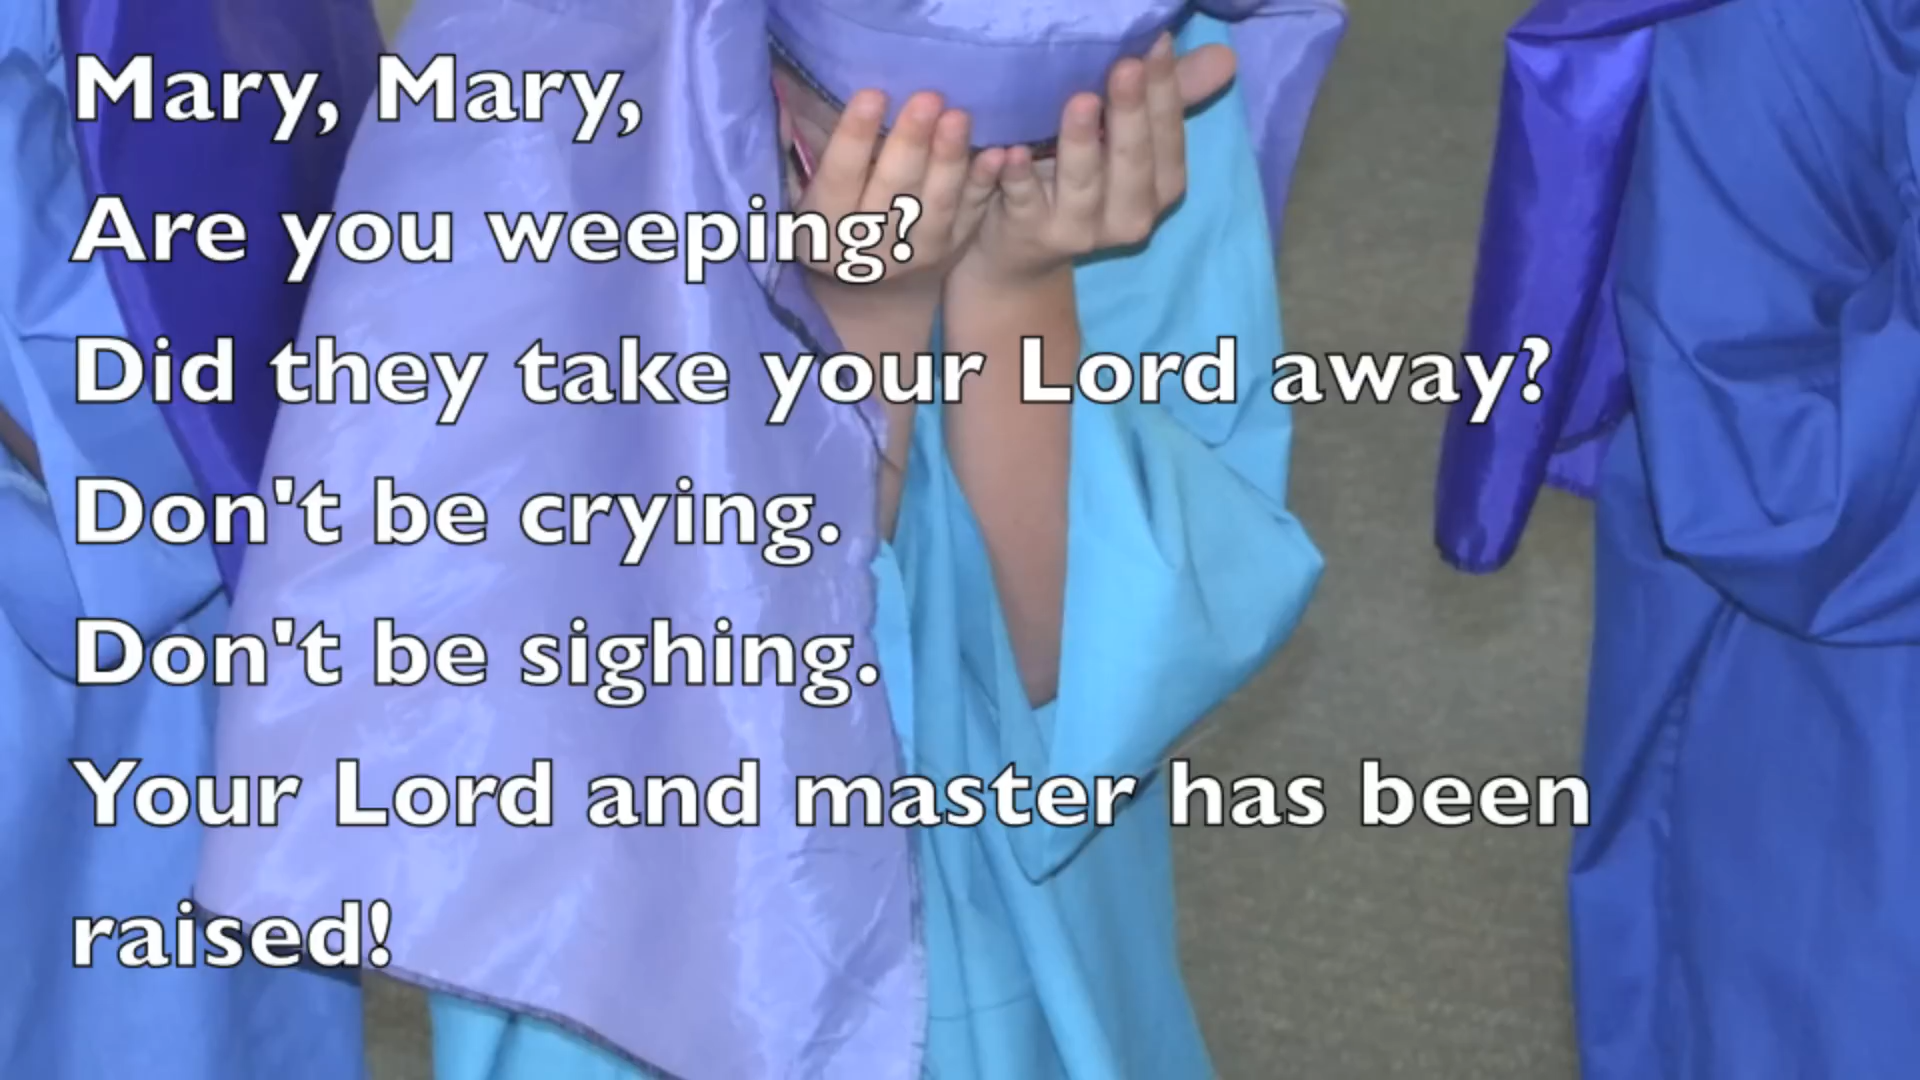 Mary, Mary,
Are you weeping?
Did they take your Lord away?
Don't be crying.
Don't be sighing.
Your Lord and master has been
raised!